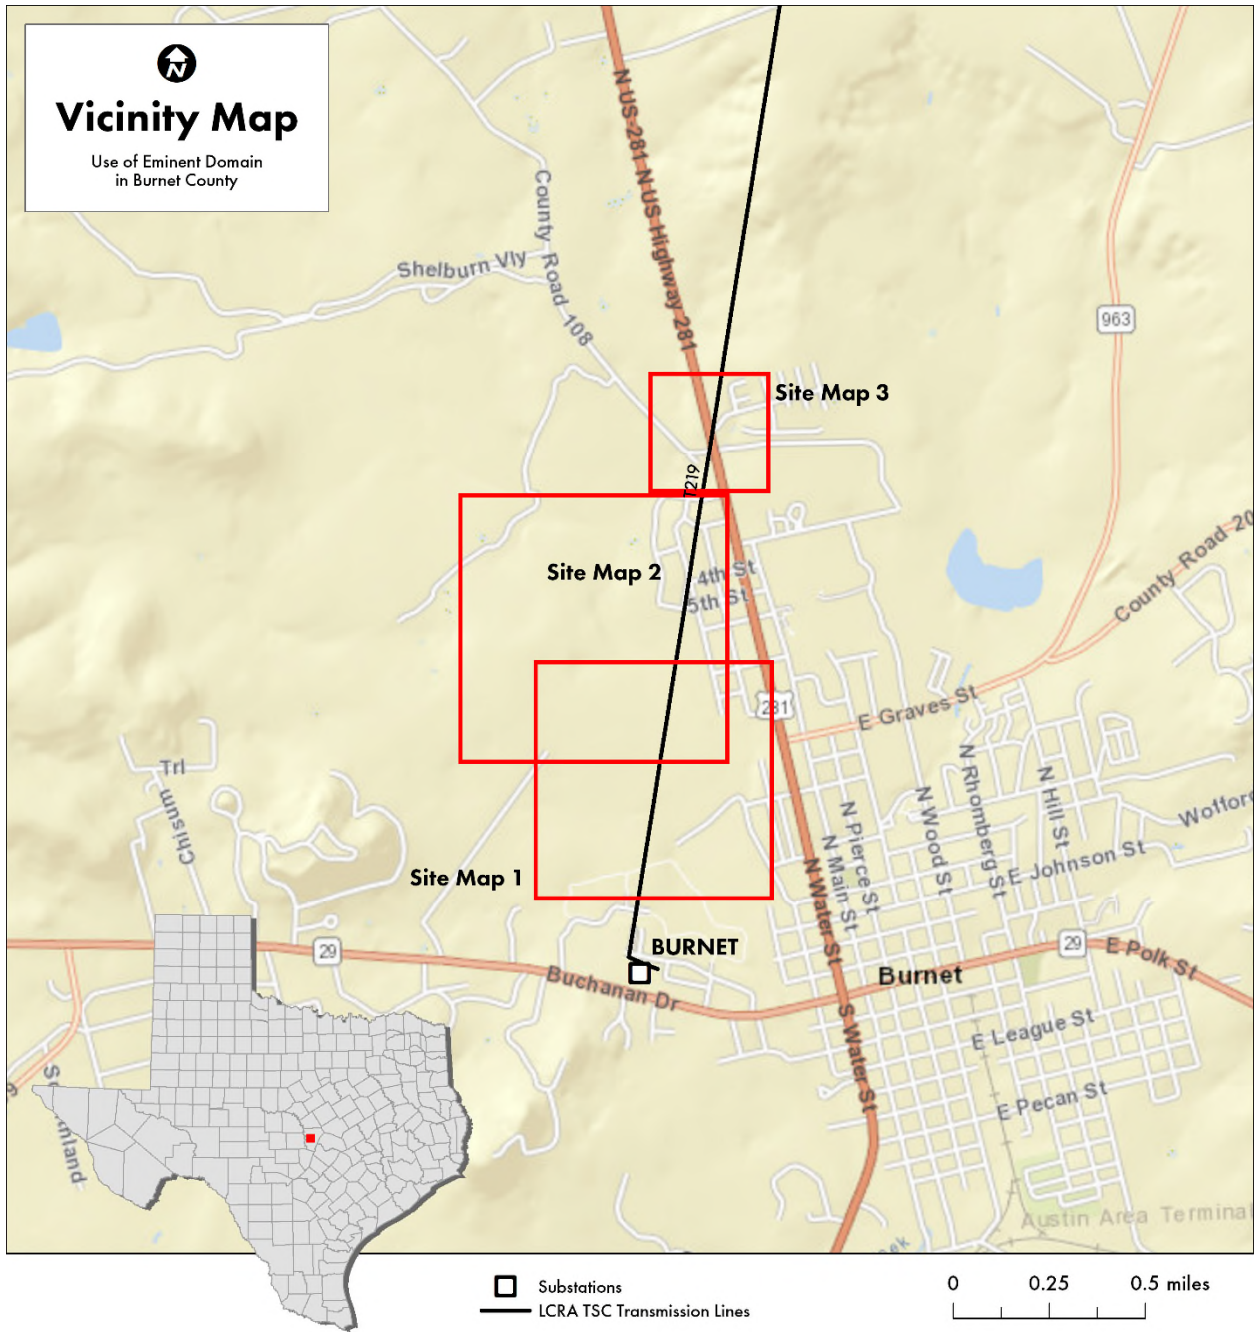 N
Vicinity Map
Use of Eminent Domain
in Burnet County
N US-281 N US Highway 281
County Road 108
Shelburn Vly
963
Site Map 3
T219
Site Map 2
4th St
5th St
County Road 20
281
E Graves St
Trl
Chisum
N Wood St
N Rhomberg St
N Hill St
Wofford
N Pierce St
N Main St
E Johnson St
Site Map 1
N Water St
29
BURNET
Buchanan Dr
Burnet
29
E Polk St
S Water St
E League St
E Pecan St
Austin Area Terminal
Substations
LCRA TSC Transmission Lines
0 0.25 0.5 miles